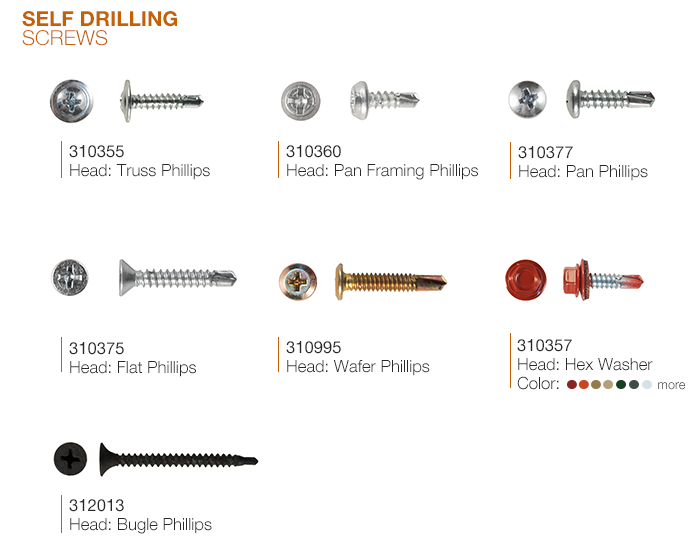 SELF DRILLING
SCREWS
310355
Head: Truss Phillips
310360
Head: Pan Framing Phillips
310377
Head: Pan Phillips
310375
Head: Flat Phillips
310995
Head: Wafer Phillips
310357
Head: Hex Washer
Color: more
312013
Head: Bugle Phillips